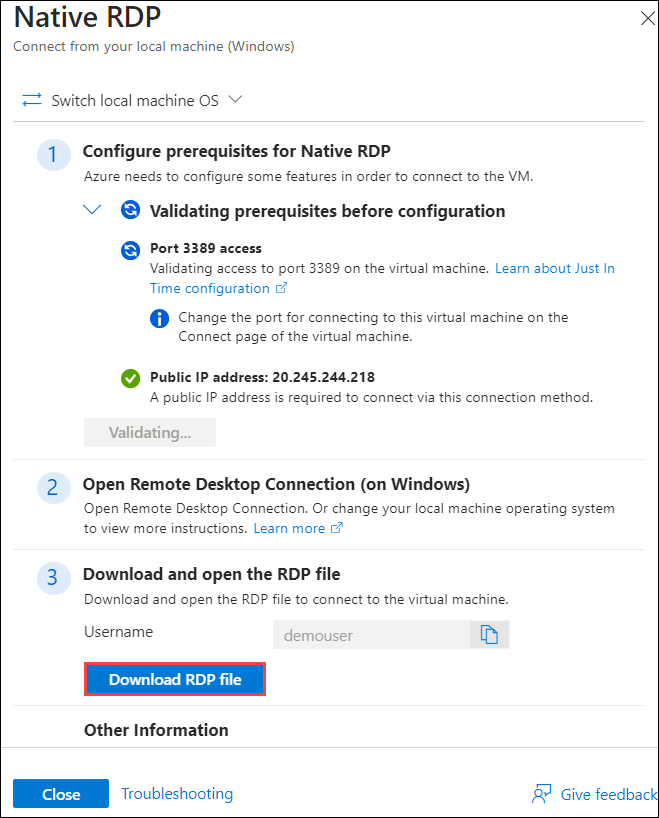 Native RDP
Connect from your local machine (Windows)
Switch local machine OS
1
Configure prerequisites for Native RDP
Azure needs to configure some features in order to connect to the VM.
Validating prerequisites before configuration
Port 3389 access
Validating access to port 3389 on the virtual machine. Learn about Just In
Time configuration
Change the port for connecting to this virtual machine on the
Connect page of the virtual machine.
Public IP address: 20.245.244.218
A public IP address is required to connect via this connection method.
Validating...
2
Open Remote Desktop Connection (on Windows)
Open Remote Desktop Connection. Or change your local machine operating system
to view more instructions. Learn more
3
Download and open the RDP file
Download and open the RDP file to connect to the virtual machine.
Username
demouser
Download RDP file
Other Information
Close
Troubleshooting
Give feedback